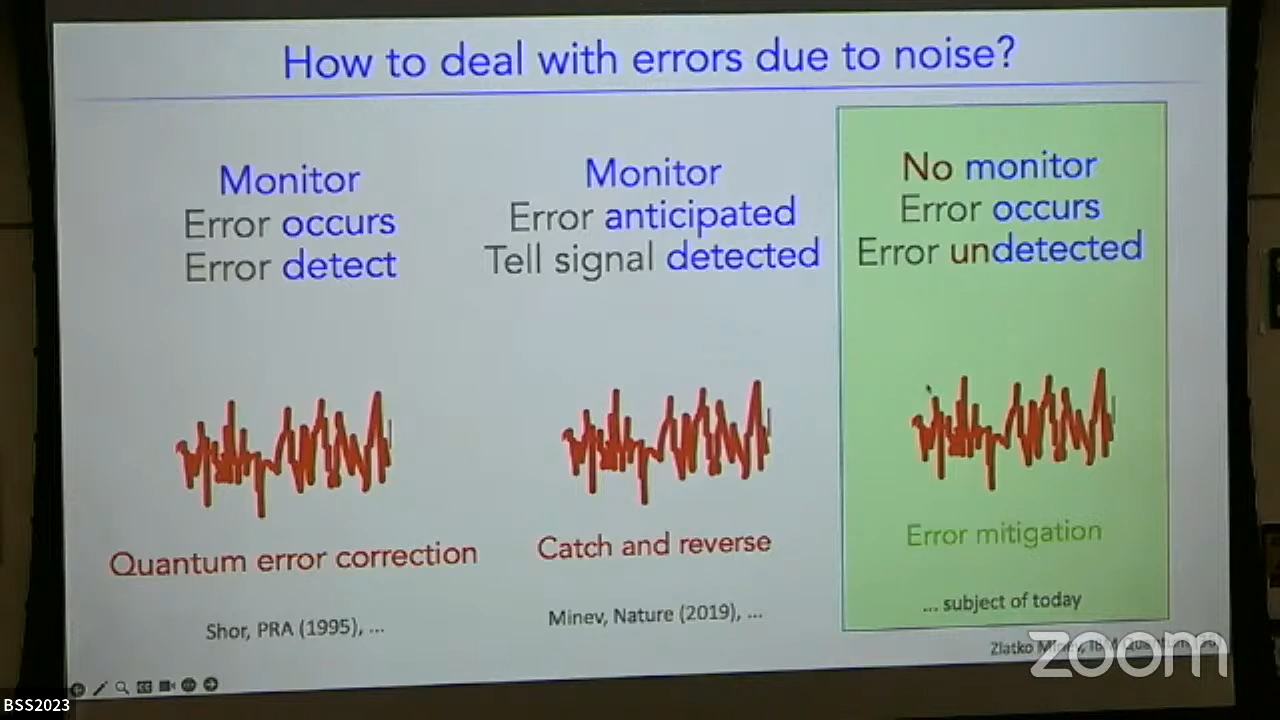 How to deal with errors due to noise?
Monitor
Error occurs
Error detect
Quantum error correction
Shor, PRA (1995), ...
Monitor
Error anticipated
Tell signal detected
Catch and reverse
Minev, Nature (2019), ...
No monitor
Error occurs
Error undetected
Error mitigation
... subject of today
Zlatko
zoom
BSS2023